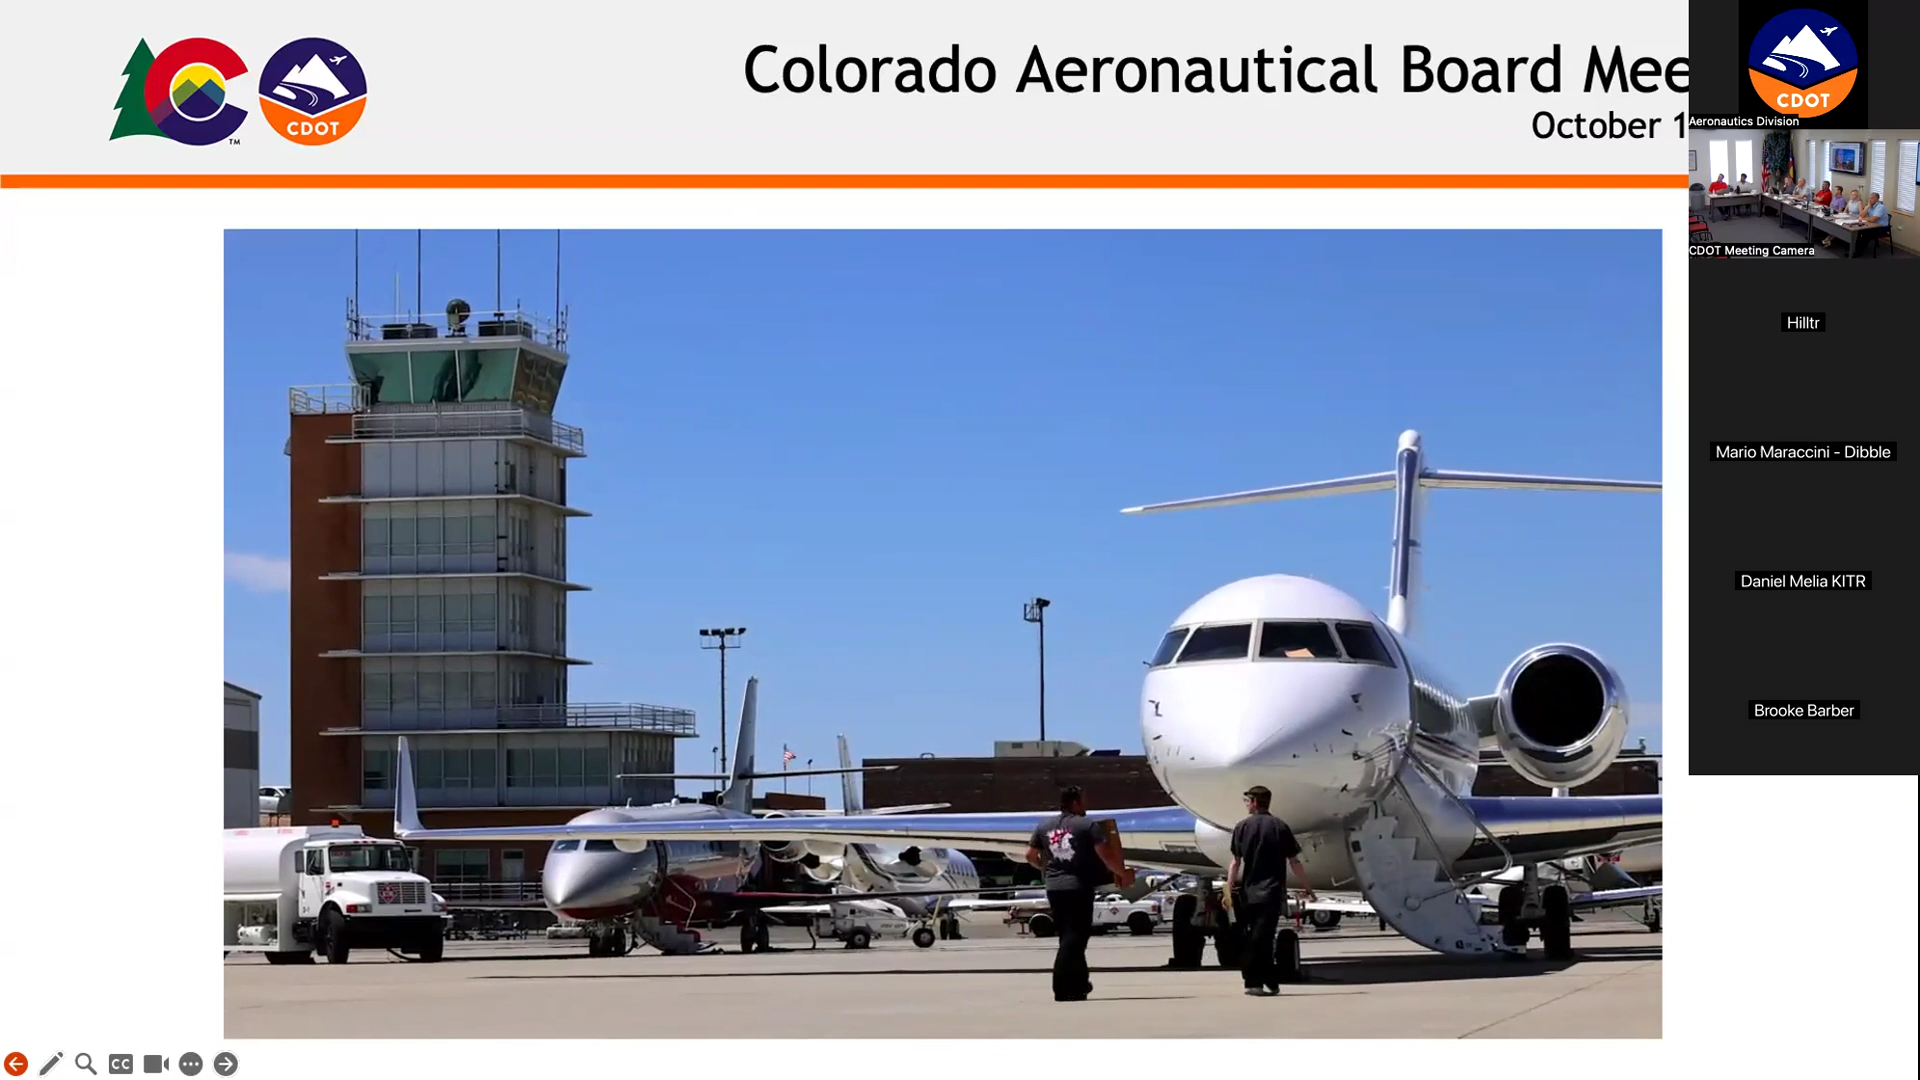 Colorado Aeronautical Board Mee
October 1
CDOT
TM
CDOT
Aeronautics Division
CDOT Meeting Camera
Hilltr
Mario Maraccini - Dibble
Daniel Melia KITR
Brooke Barber
CC